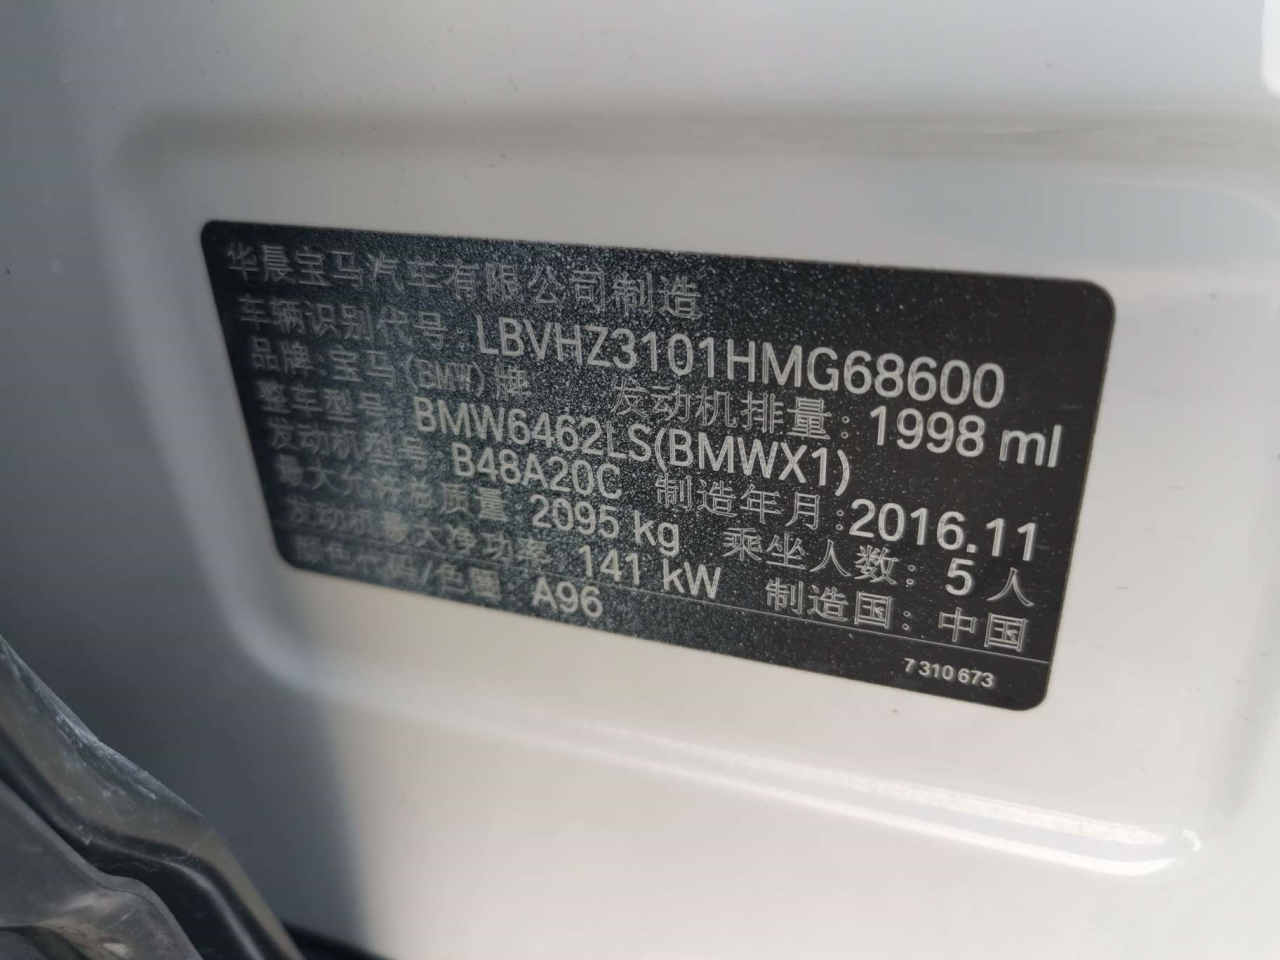 华晨宝马汽车有限公司制造
车辆识别代号: LBVHZ3101HMG68600
品牌: 宝马(BMW)牌 发动机排量: 1998 ml
整车型号 BMW6462LS(BMWX1)
发动机型号 B48A20C 制造年月: 2016.11
最大允许总质量 2095 kg 乘坐人数: 5 人
发动机最大净功率 141 kW 制造国: 中国
颜色代码/色圖 A96
7 310 673